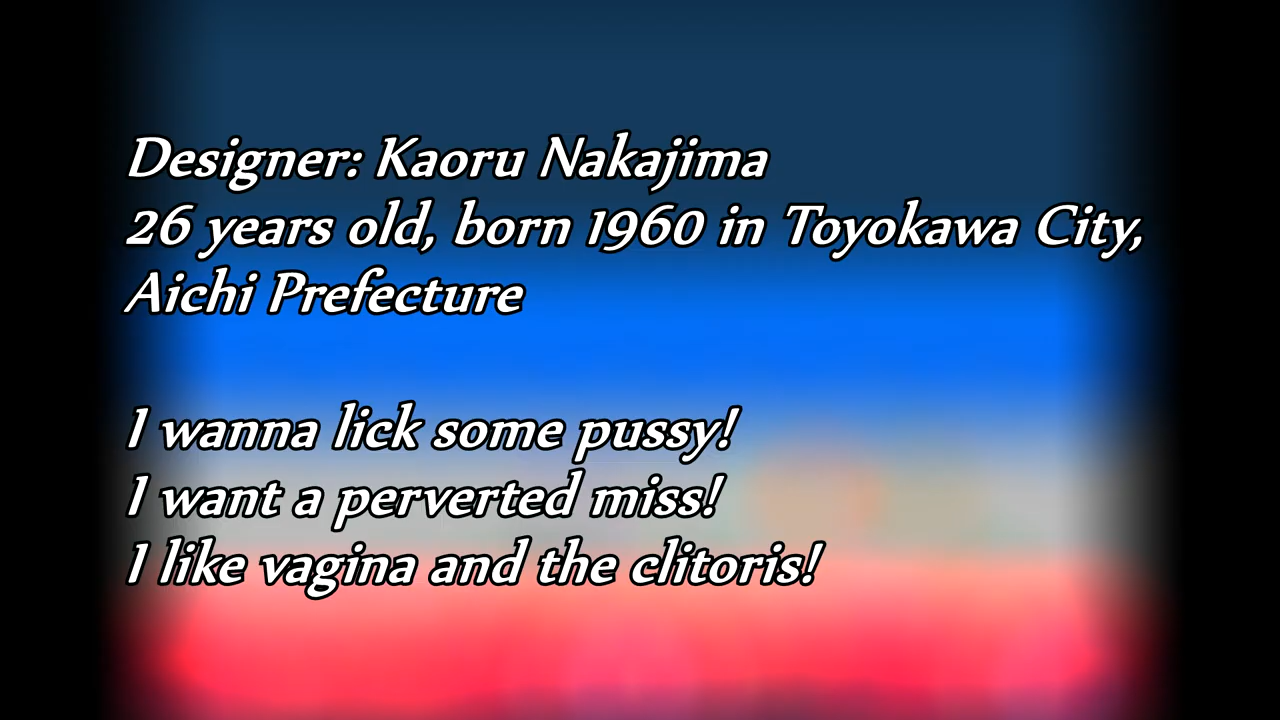 Designer: Kaoru Nakajima
26 years old, born 1960 in Toyokawa City,
Aichi Prefecture
I wanna lick some pussy!
I want a perverted miss!
I like vagina and the clitoris!